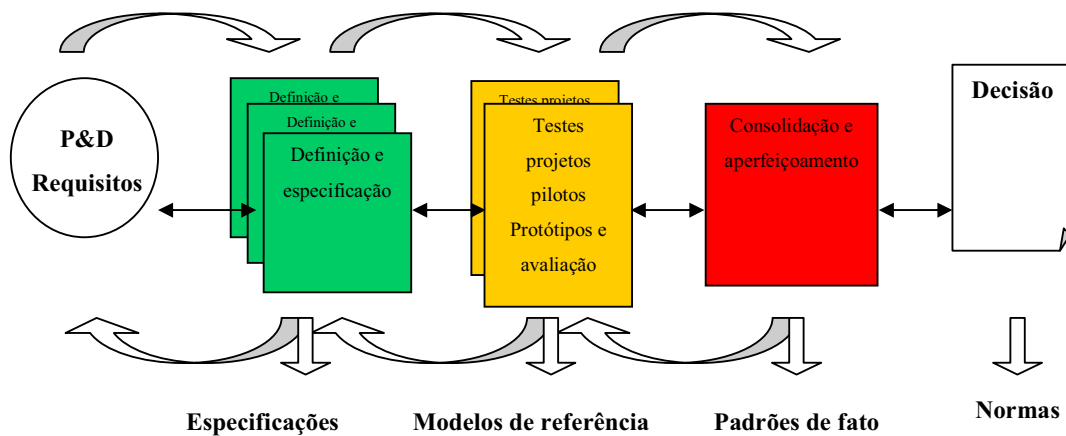 P&D
Requisitos
Definição e
Definição e
Definição e
especificação
Testes projetos
Testes
projetos
pilotos
Protótipos e
avaliação
Consolidação e
aperfeiçoamento
Decisão
Especificações
Modelos de referência
Padrões de fato
Normas